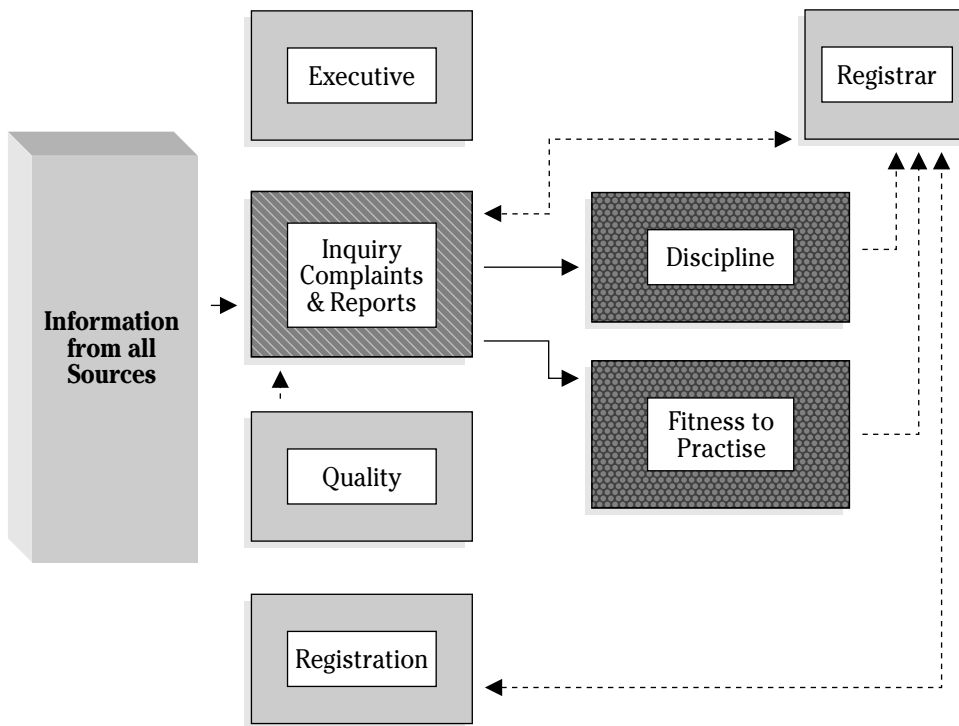 Executive
Registrar
Information
from all
Sources
Inquiry
Complaints
& Reports
Discipline
Fitness to
Practise
Quality
Registration